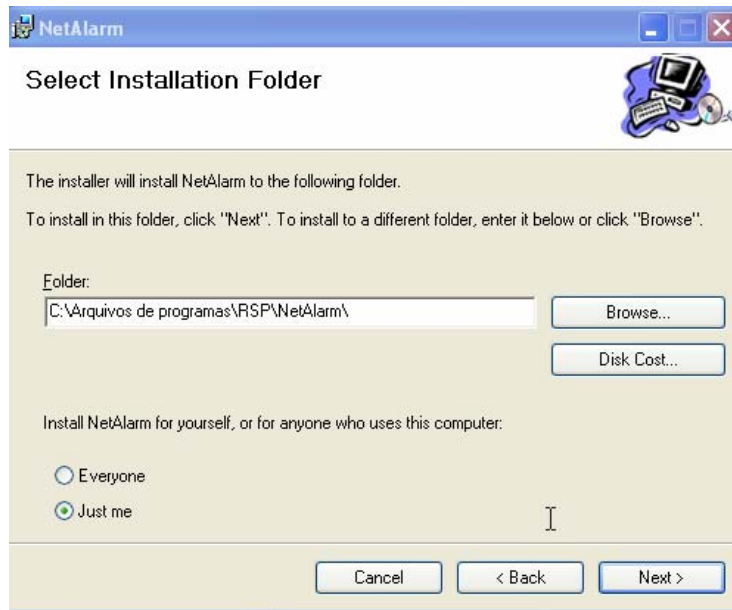 NetAlarm
Select Installation Folder
The installer will install NetAlarm to the following folder.
To install in this folder, click "Next". To install to a different folder, enter it below or click "Browse".
Folder:
C:\Arquivos de programas\RSP\NetAlarm\
Browse...
Disk Cost...
Install NetAlarm for yourself, or for anyone who uses this computer:
Everyone
Just me
Cancel
< Back
Next >